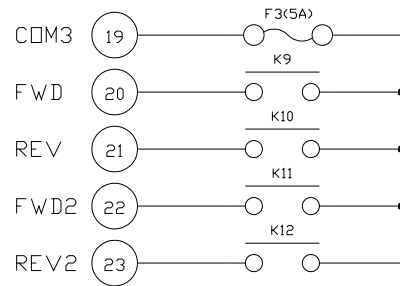 F3(5A)
COM3 19
K9
FWD 20
K10
REV 21
K11
FWD2 22
K12
REV2 23